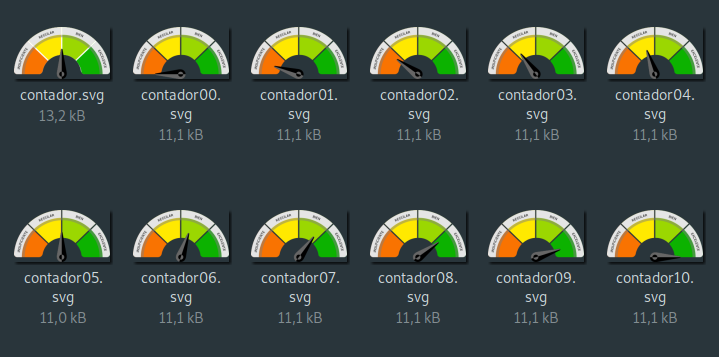 contador.svg
13,2 kB
contador00.
svg
11,1 kB
contador01.
svg
11,1 kB
contador02.
svg
11,1 kB
contador03.
svg
11,1 kB
contador04.
svg
11,1 kB
contador05.
svg
11,0 kB
contador06.
svg
11,1 kB
contador07.
svg
11,1 kB
contador08.
svg
11,1 kB
contador09.
svg
11,1 kB
contador10.
svg
11,1 kB